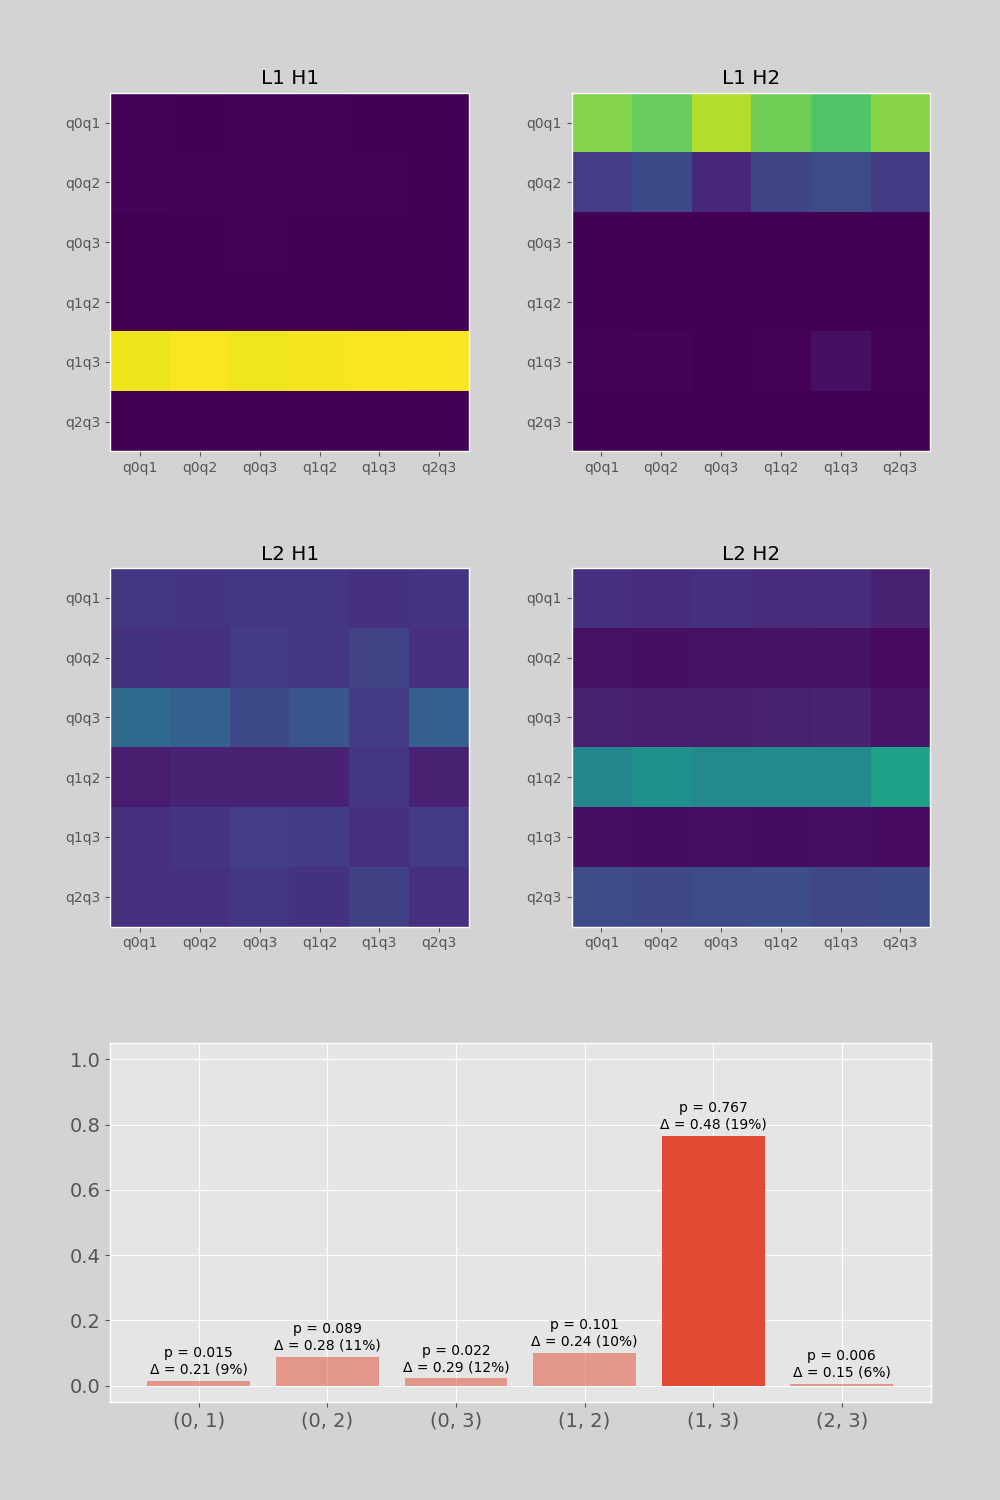 L1 H1
L1 H2
q0q1
q0q2
q0q3
q1q2
q1q3
q2q3
q0q1 q0q2 q0q3 q1q2 q1q3 q2q3
q0q1
q0q2
q0q3
q1q2
q1q3
q2q3
q0q1 q0q2 q0q3 q1q2 q1q3 q2q3
L2 H1
L2 H2
q0q1
q0q2
q0q3
q1q2
q1q3
q2q3
q0q1 q0q2 q0q3 q1q2 q1q3 q2q3
q0q1
q0q2
q0q3
q1q2
q1q3
q2q3
q0q1 q0q2 q0q3 q1q2 q1q3 q2q3
1.0
0.8
0.6
0.4
0.2
0.0
p = 0.015
Δ = 0.21 (9%)
p = 0.089
Δ = 0.28 (11%)
p = 0.022
Δ = 0.29 (12%)
p = 0.101
Δ = 0.24 (10%)
p = 0.767
Δ = 0.48 (19%)
p = 0.006
Δ = 0.15 (6%)
(0, 1) (0, 2) (0, 3) (1, 2) (1, 3) (2, 3)